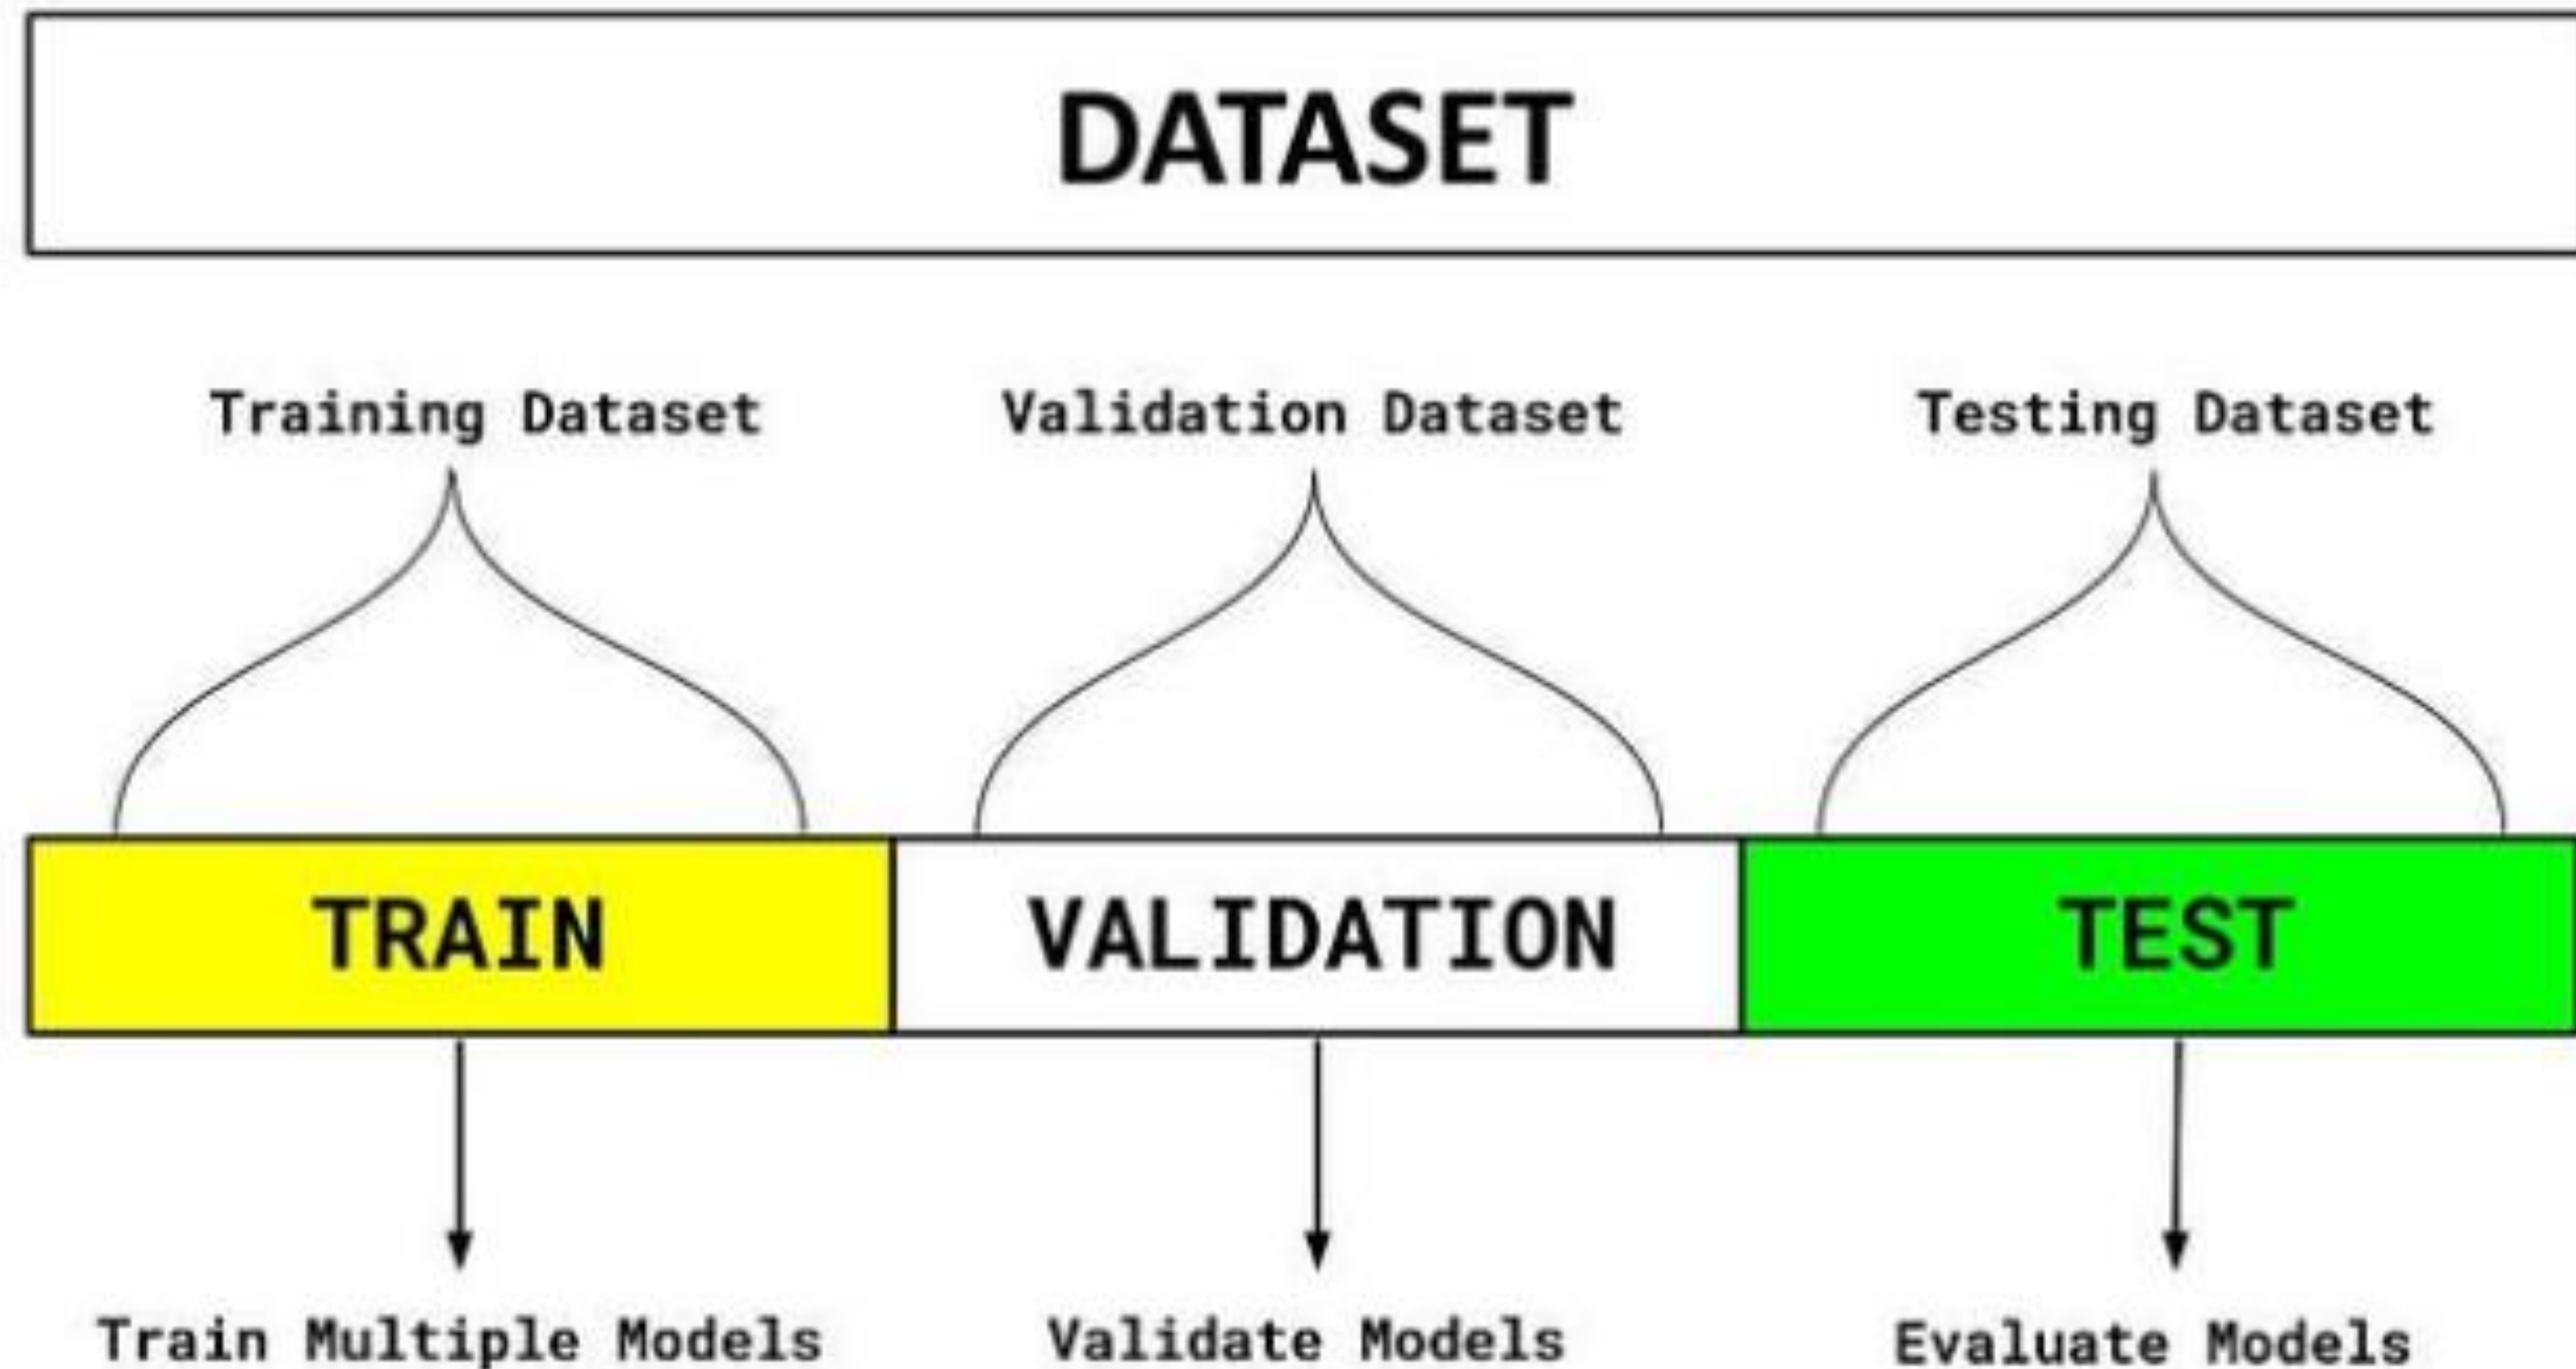 DATASET
Training Dataset Validation Dataset Testing Dataset
TRAIN VALIDATION TEST
Train Multiple Models Validate Models Evaluate Models